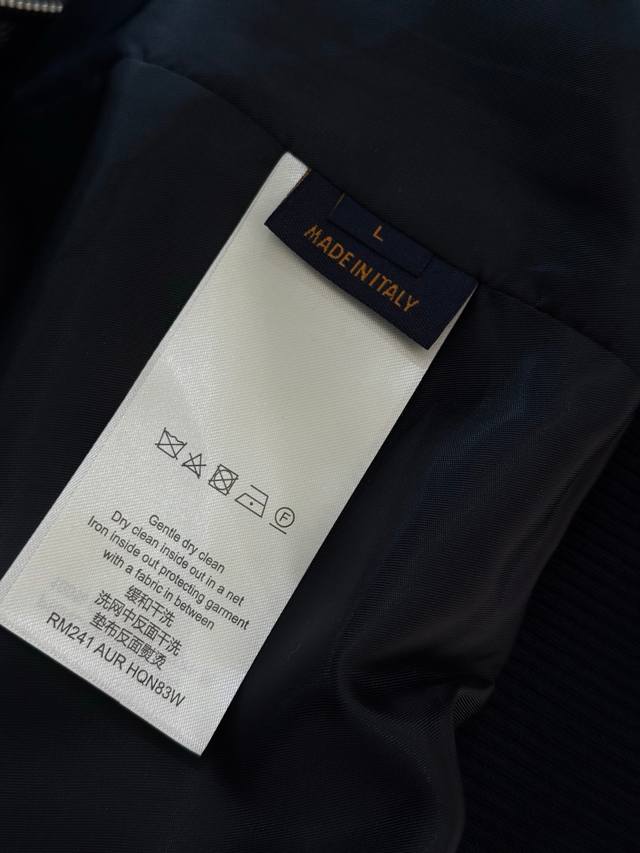 L
MADE IN ITALY
F
Gentle dry clean
Dry clean inside out in a net
Iron inside out protecting garment
with a fabric in between
缓和干洗
洗网中反面干洗
垫布反面熨烫
RM241 AUR HQN83W